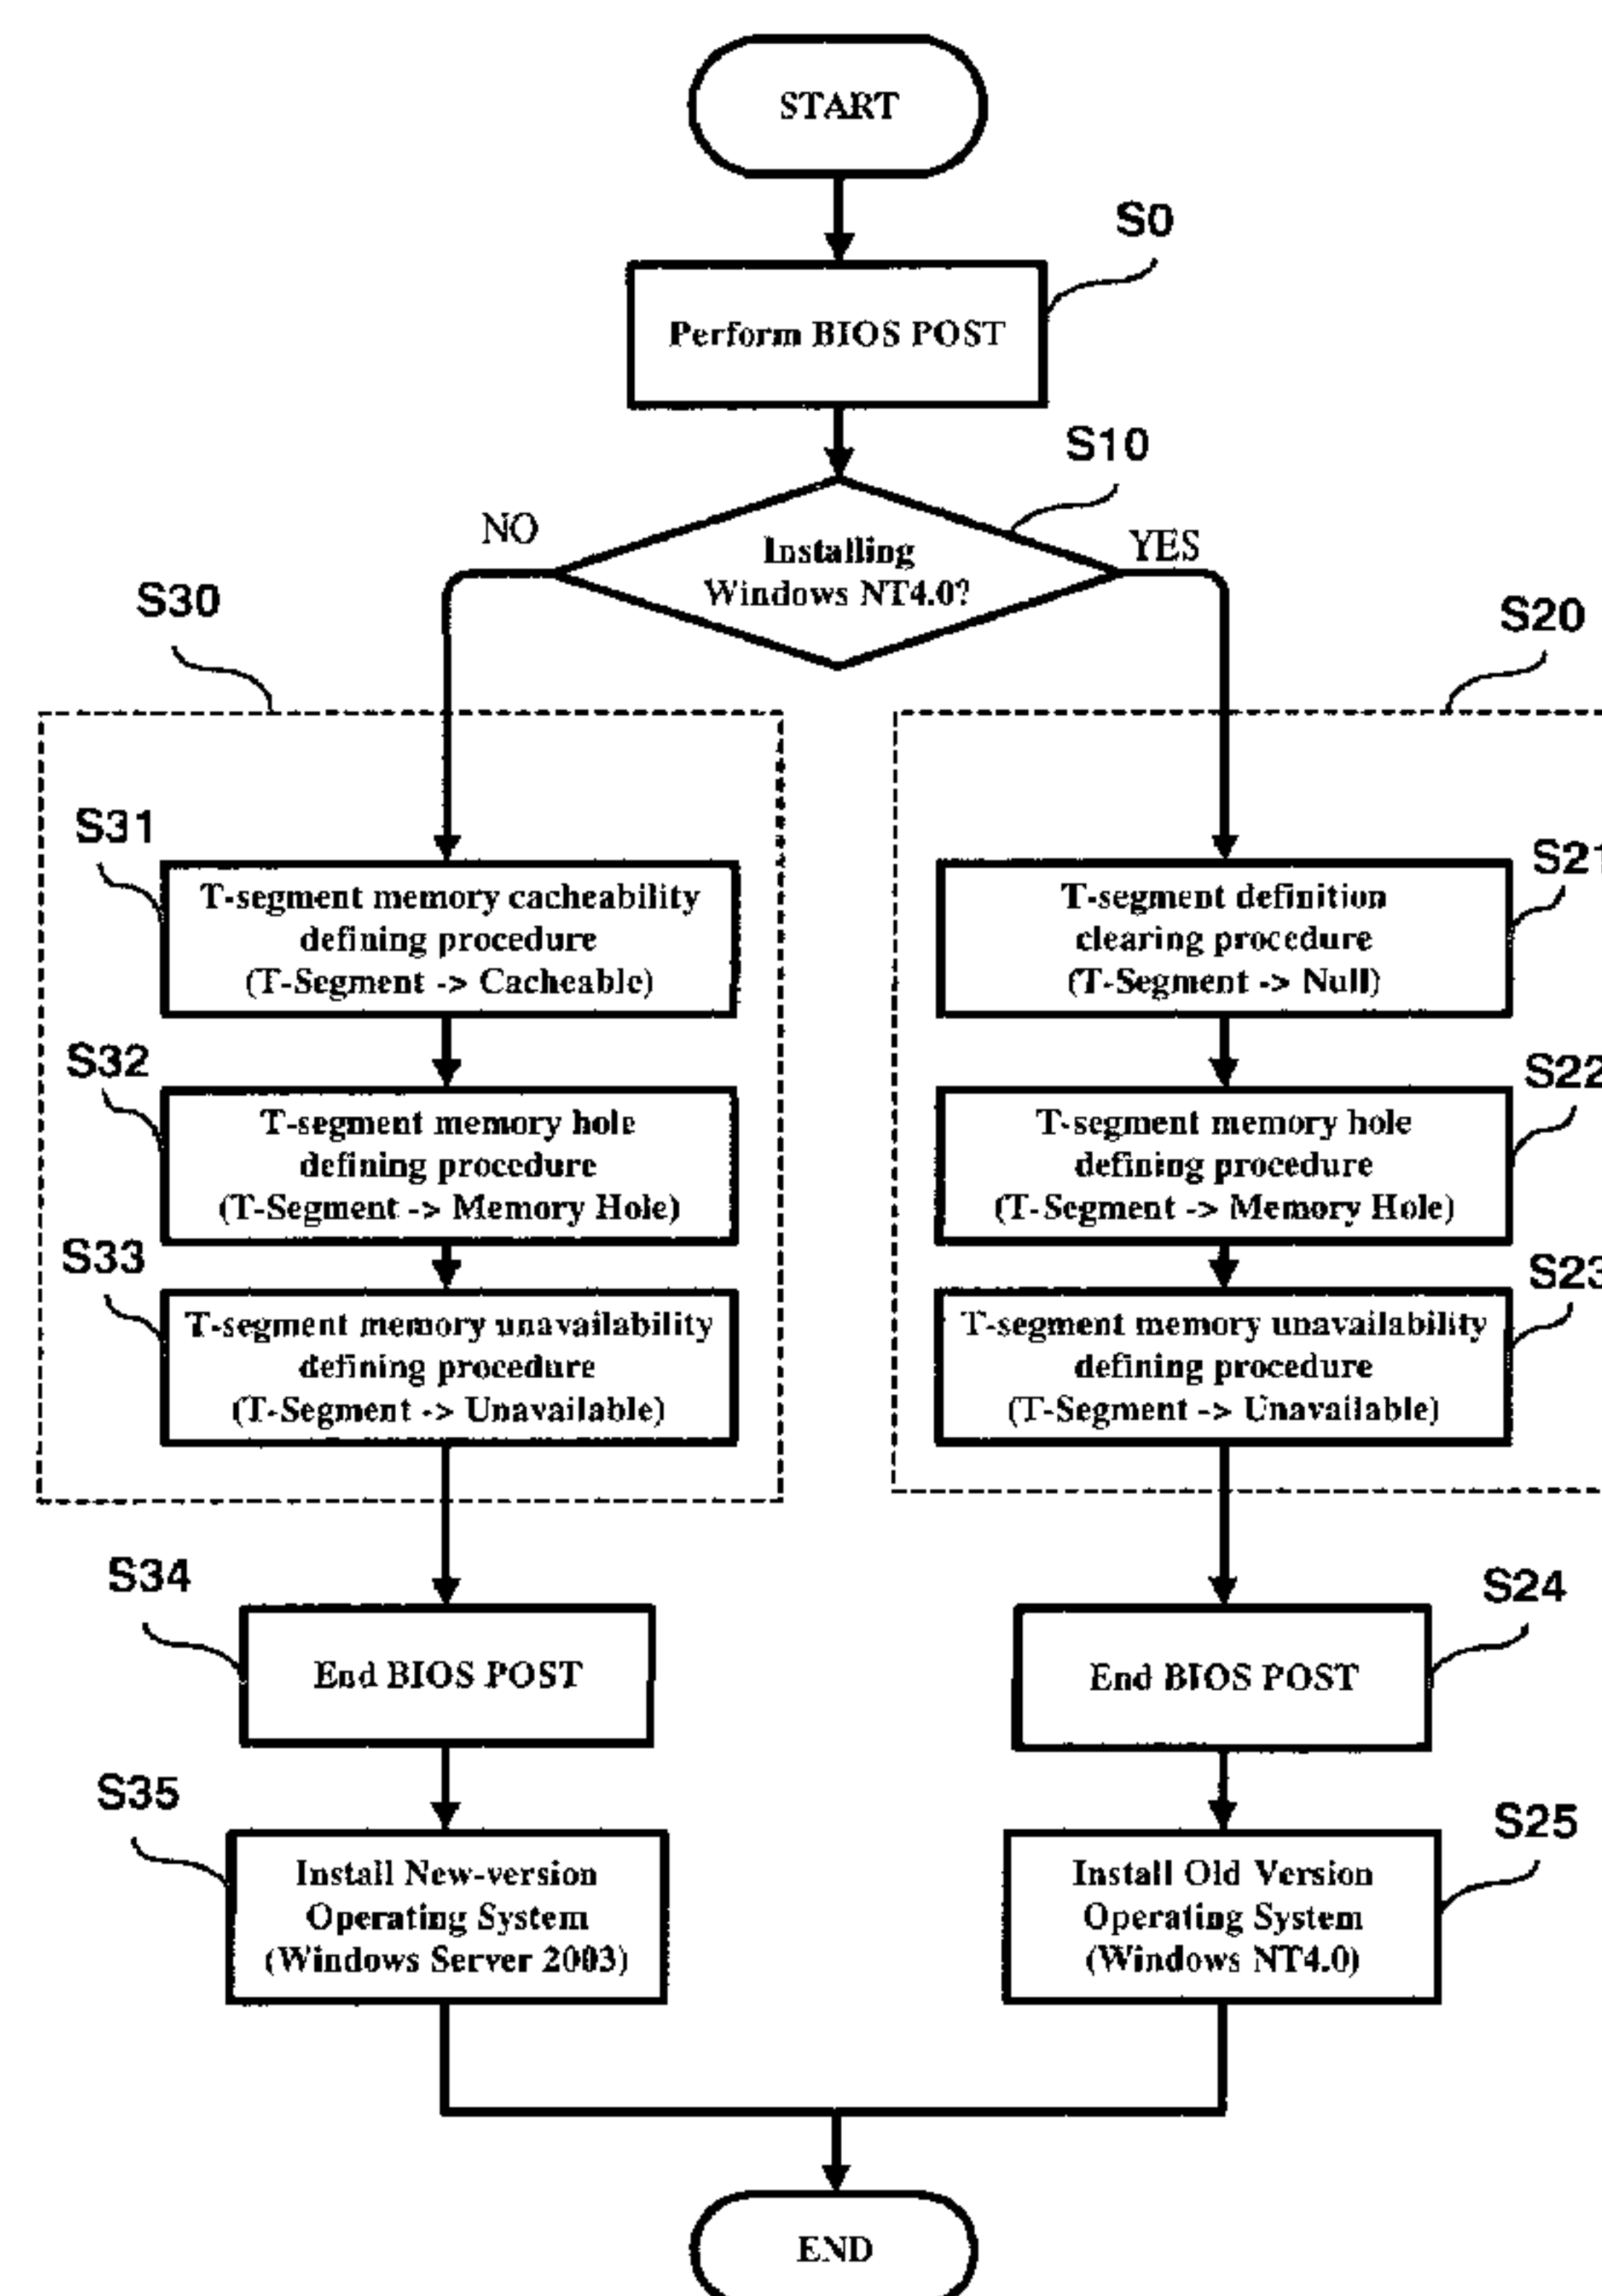 START
S0
Perform BIOS POST
S10
NO
Installing
Windows NT4.0?
YES
S30
S20
S31
T-segment memory cacheability
defining procedure
(T-Segment -> Cacheable)
S21
T-segment definition
clearing procedure
(T-Segment -> Null)
S32
T-segment memory hole
defining procedure
(T-Segment -> Memory Hole)
S22
T-segment memory hole
defining procedure
(T-Segment -> Memory Hole)
S33
T-segment memory unavailability
defining procedure
(T-Segment -> Unavailable)
S23
T-segment memory unavailability
defining procedure
(T-Segment -> Unavailable)
S34
End BIOS POST
S24
End BIOS POST
S35
Install New-version
Operating System
(Windows Server 2003)
S25
Install Old Version
Operating System
(Windows NT4.0)
END